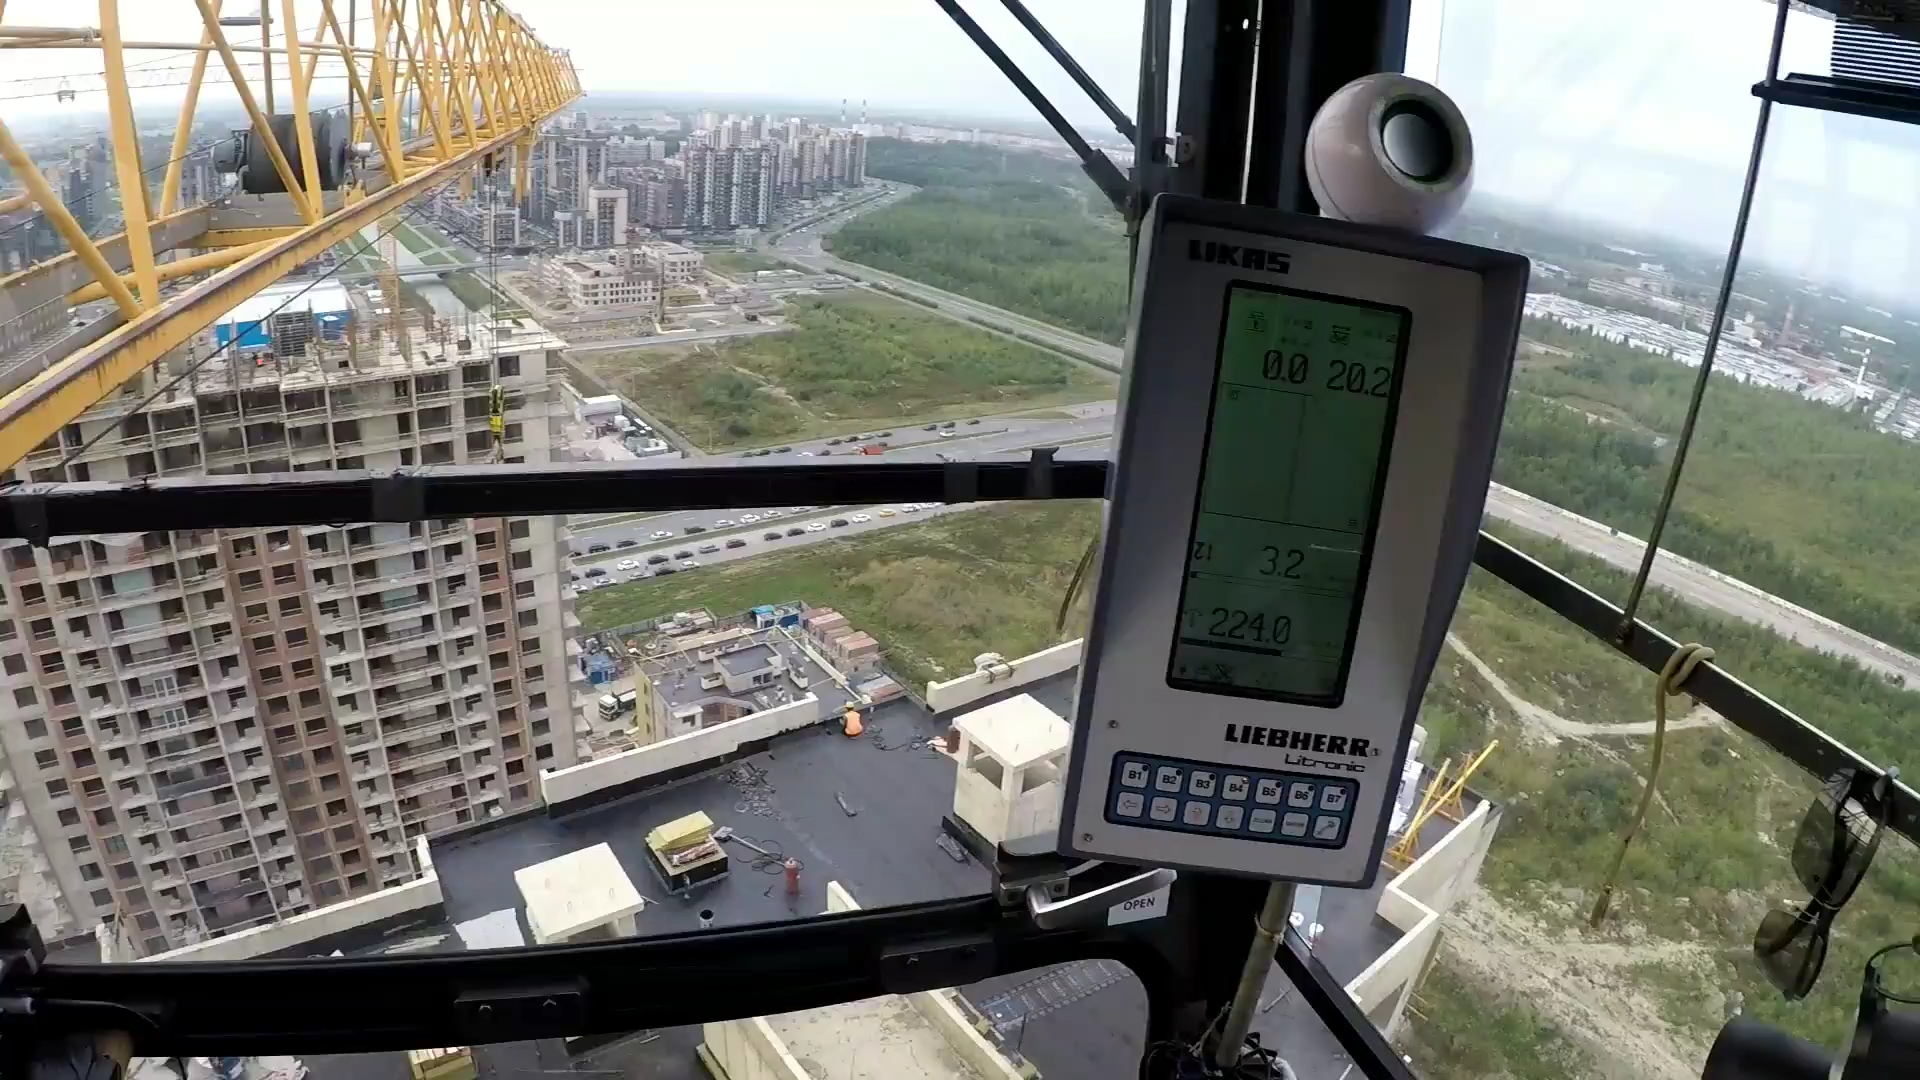 LIKAS
0.0 20.2
3.2
224.0
LIEBHERR
Litronic
B1 B2 B3 B4 B5 B6 B7
OPEN